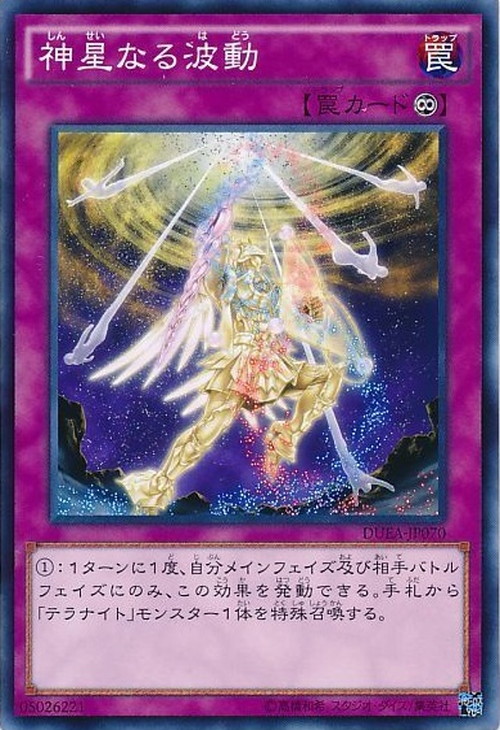 神星なる波動
罠
【罠カード】
DUEA-JP070
①:1ターンに1度、自分メインフェイズ及び相手バトル
フェイズにのみ、この効果を発動できる。手札から
「テラナイト」モンスター1体を特殊召喚する。
05026221
©高橋和希 スタジオ・ダイス/集英社